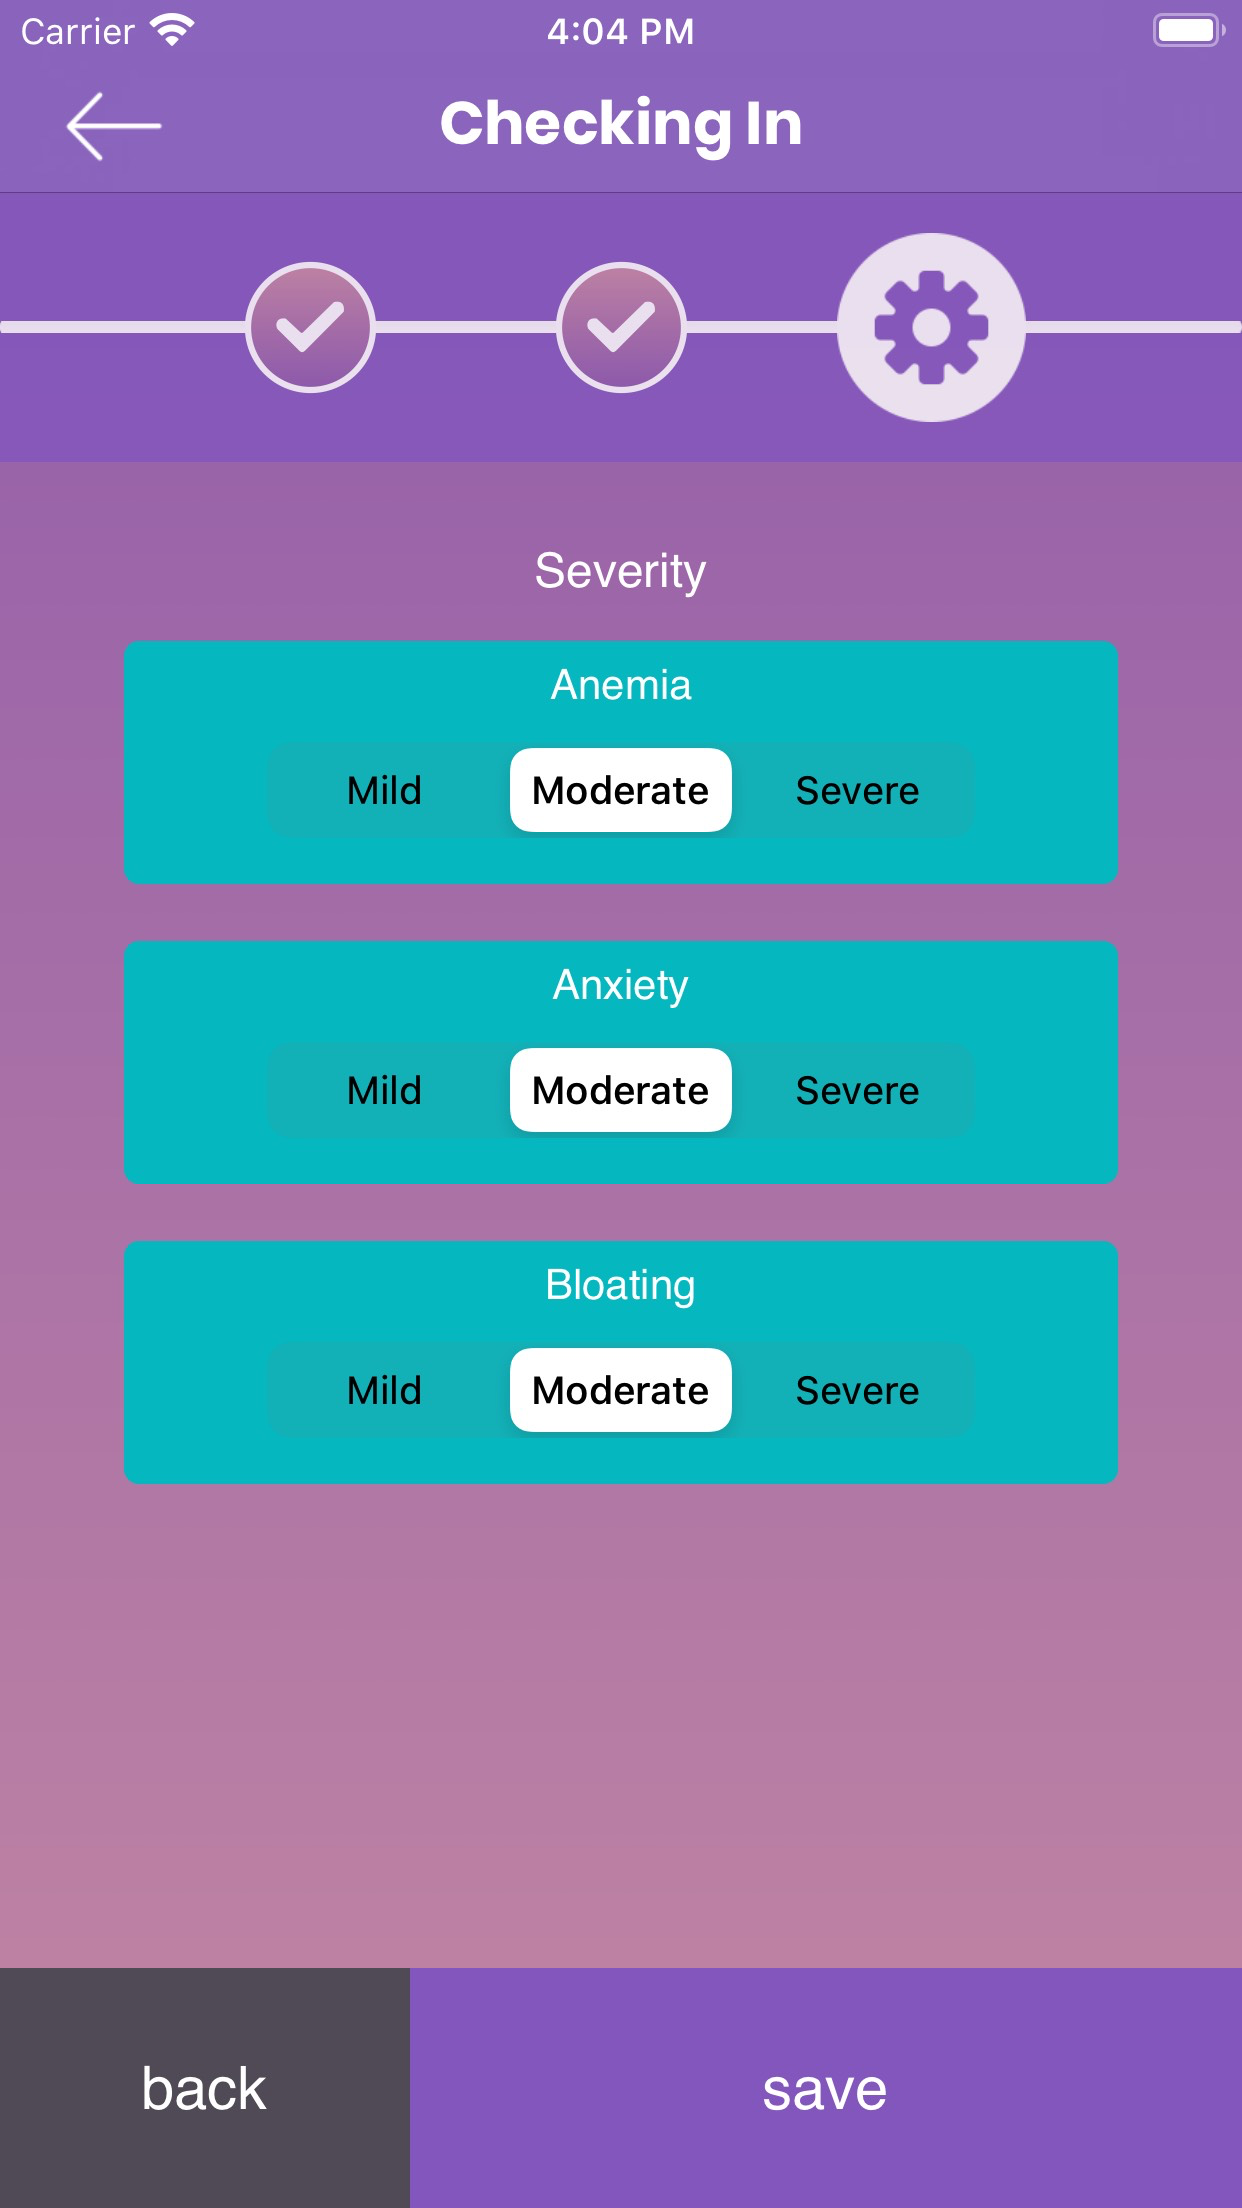 Carrier 4:04 PM
Checking In
Severity
Anemia
Mild Moderate Severe
Anxiety
Mild Moderate Severe
Bloating
Mild Moderate Severe
back save